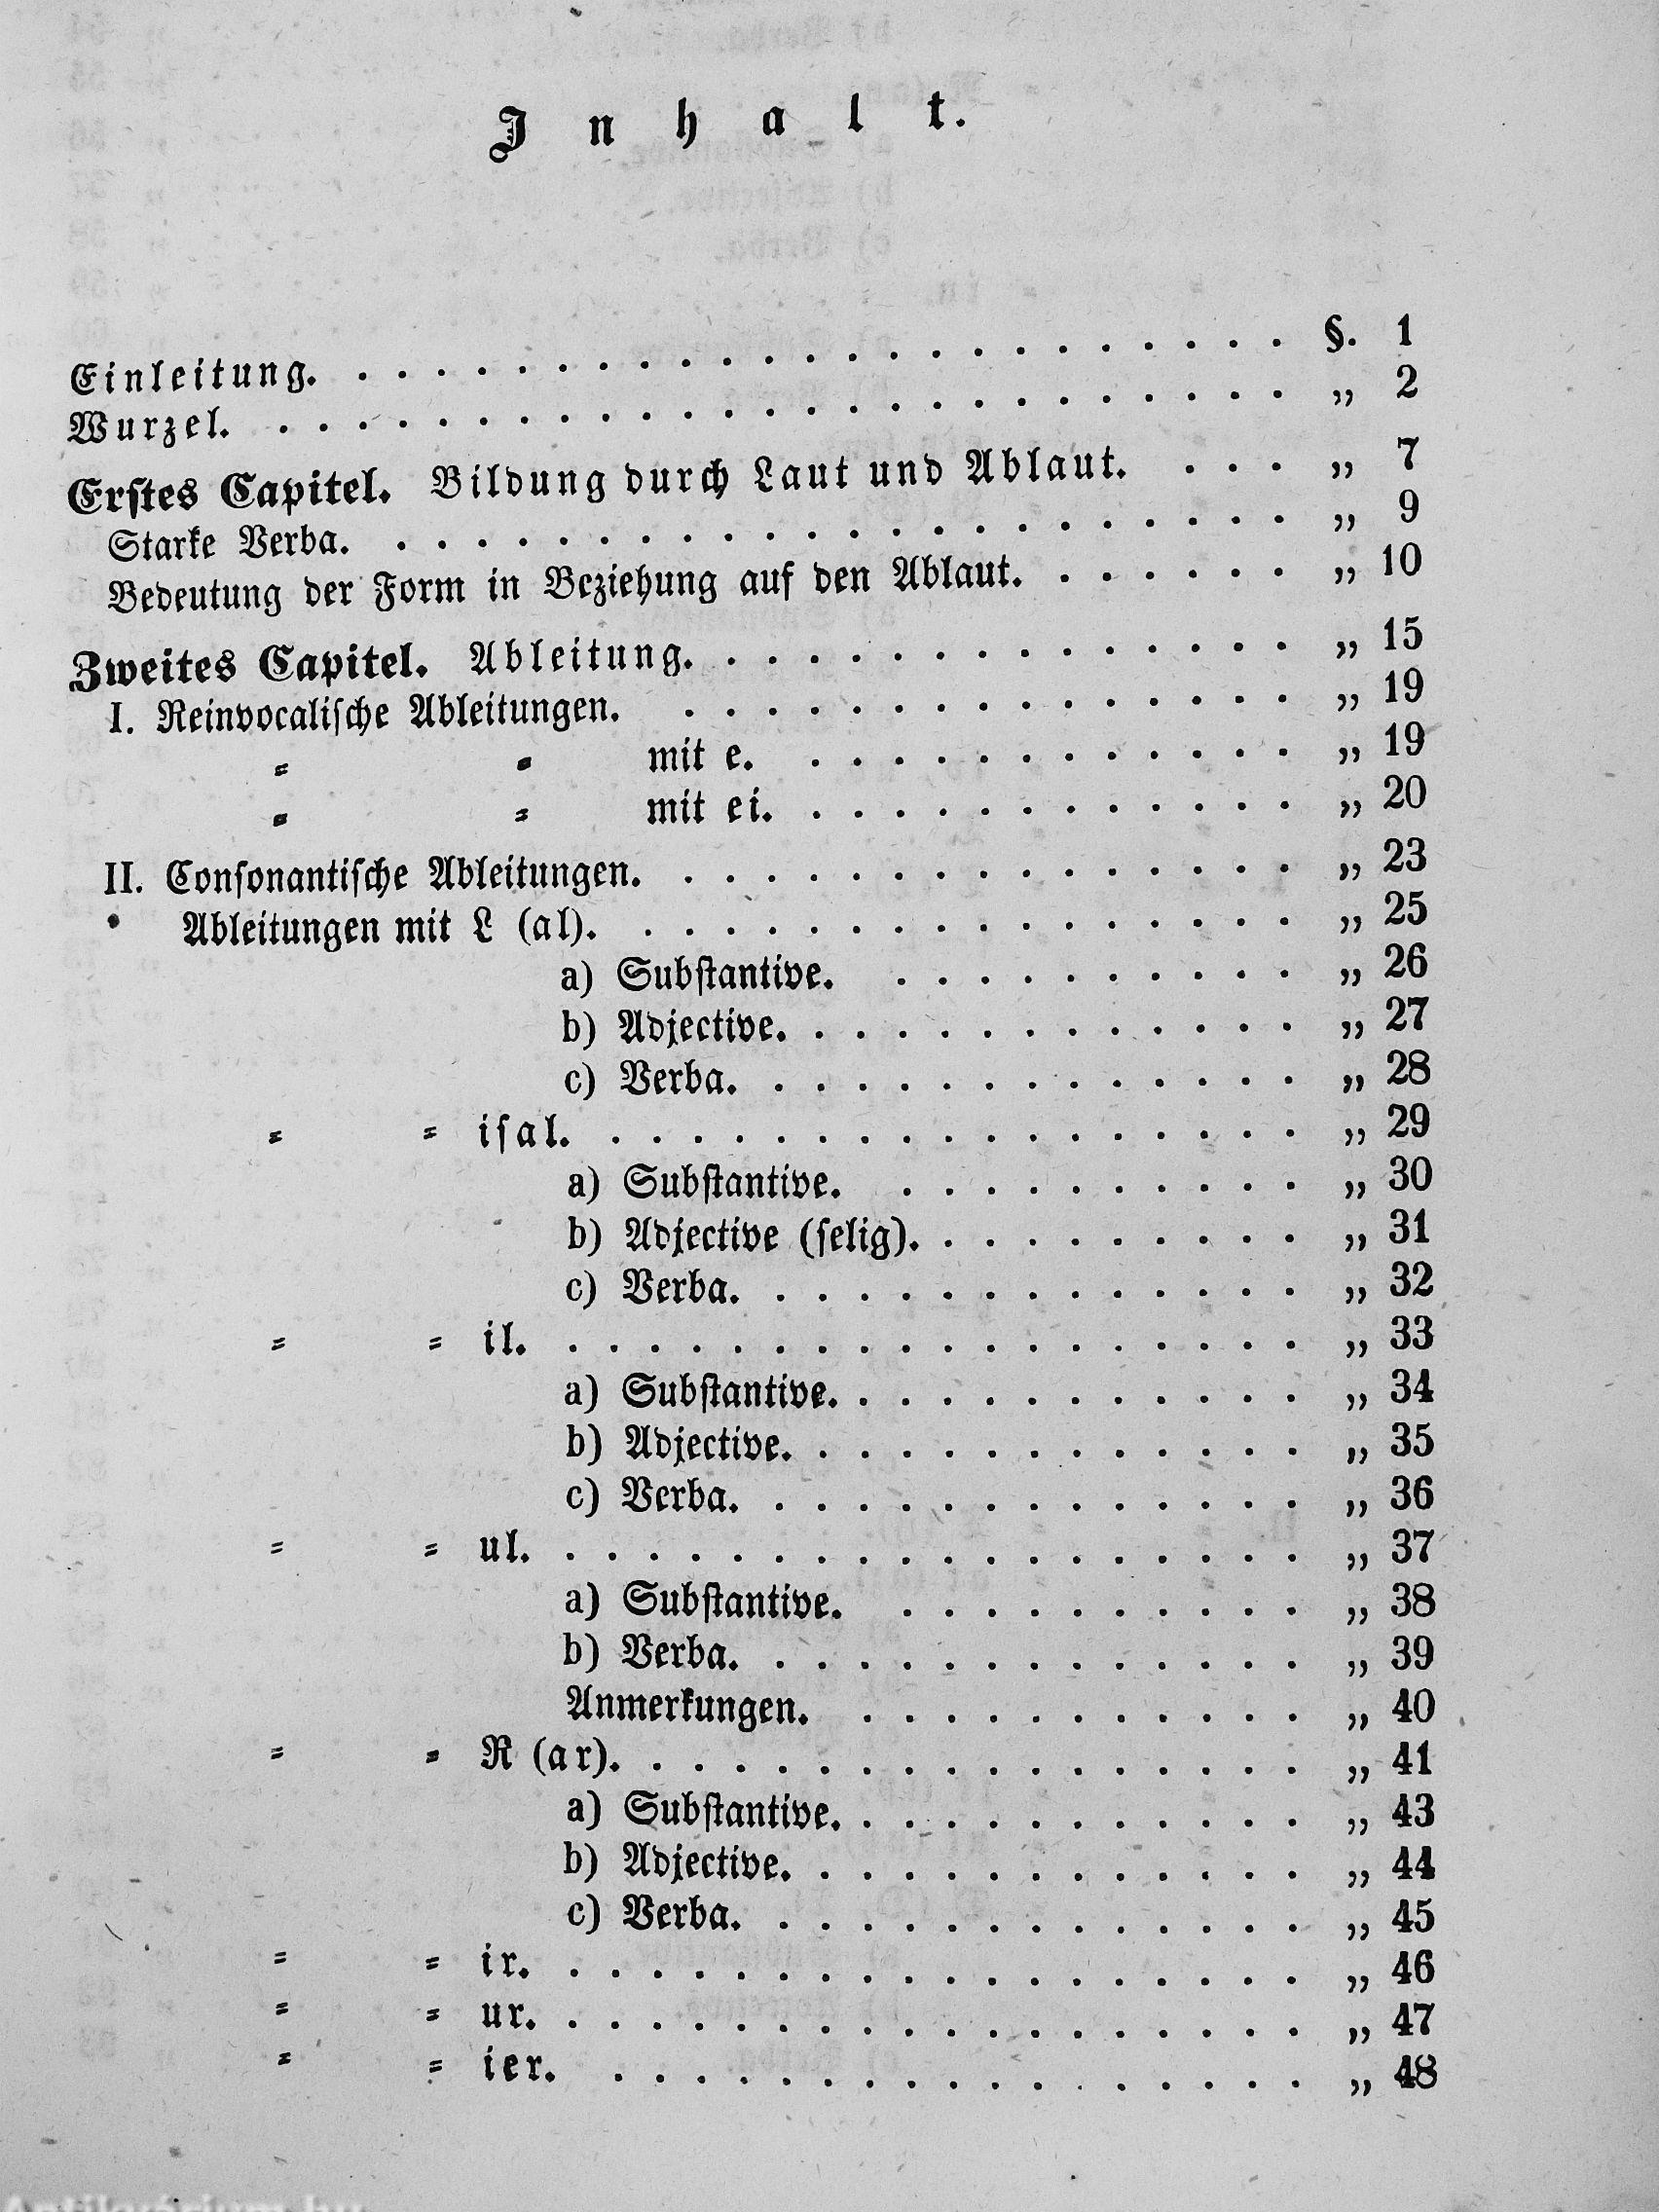 Inhalt.
Einleitung. . . . . . . . . . . . . . . . . . . . . . . . §. 1
Wurzel. . . . . . . . . . . . . . . . . . . . . . . . . . „ 2
Erſtes Capitel. Bildung durch Laut und Ablaut. . . . „ 7
Starke Verba. . . . . . . . . . . . . . . . . . . . . . . „ 9
Bedeutung der Form in Beziehung auf den Ablaut. . . . . . . „ 10
Zweites Capitel. Ableitung. . . . . . . . . . . . . . . . „ 15
I. Reinvocaliſche Ableitungen. . . . . . . . . . . . . . . . „ 19
= = mit e. . . . . . . . . . . . . . „ 19
= = mit ei. . . . . . . . . . . . . . „ 20
II. Conſonantiſche Ableitungen. . . . . . . . . . . . . . . . „ 23
Ableitungen mit L (al). . . . . . . . . . . . . . . . . . „ 25
a) Subſtantive. . . . . . . . . . . „ 26
b) Adjective. . . . . . . . . . . . . „ 27
c) Verba. . . . . . . . . . . . . . „ 28
= = iſal. . . . . . . . . . . . . . . . . . „ 29
a) Subſtantive. . . . . . . . . . . „ 30
b) Adjective (ſelig). . . . . . . . . . „ 31
c) Verba. . . . . . . . . . . . . . „ 32
= = il. . . . . . . . . . . . . . . . . . . „ 33
a) Subſtantive. . . . . . . . . . . . „ 34
b) Adjective. . . . . . . . . . . . . „ 35
c) Verba. . . . . . . . . . . . . . „ 36
= = ul. . . . . . . . . . . . . . . . . . . „ 37
a) Subſtantive. . . . . . . . . . . „ 38
b) Verba. . . . . . . . . . . . . . „ 39
Anmerkungen. . . . . . . . . . . . „ 40
= = R (ar). . . . . . . . . . . . . . . . . „ 41
a) Subſtantive. . . . . . . . . . . . „ 43
b) Adjective. . . . . . . . . . . . . „ 44
c) Verba. . . . . . . . . . . . . . „ 45
= = ir. . . . . . . . . . . . . . . . . . . „ 46
= = ur. . . . . . . . . . . . . . . . . . . „ 47
= = ier. . . . . . . . . . . . . . . . . . „ 48